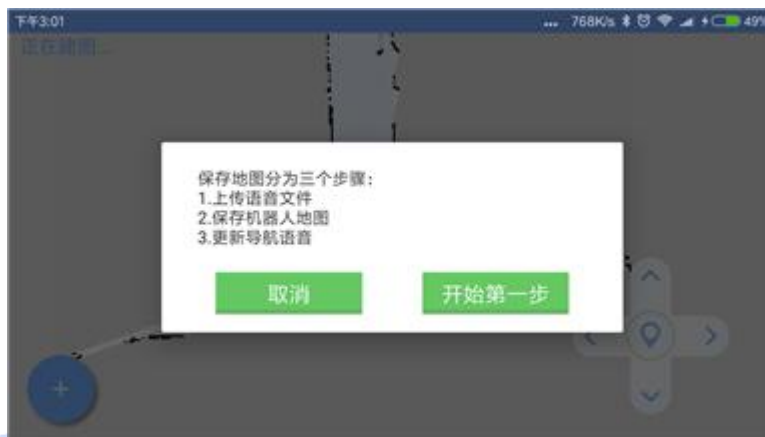 下午3:01
... 768K/s 49%
正在建图...
保存地图分为三个步骤:
1.上传语音文件
2.保存机器人地图
3.更新导航语音
取消
开始第一步